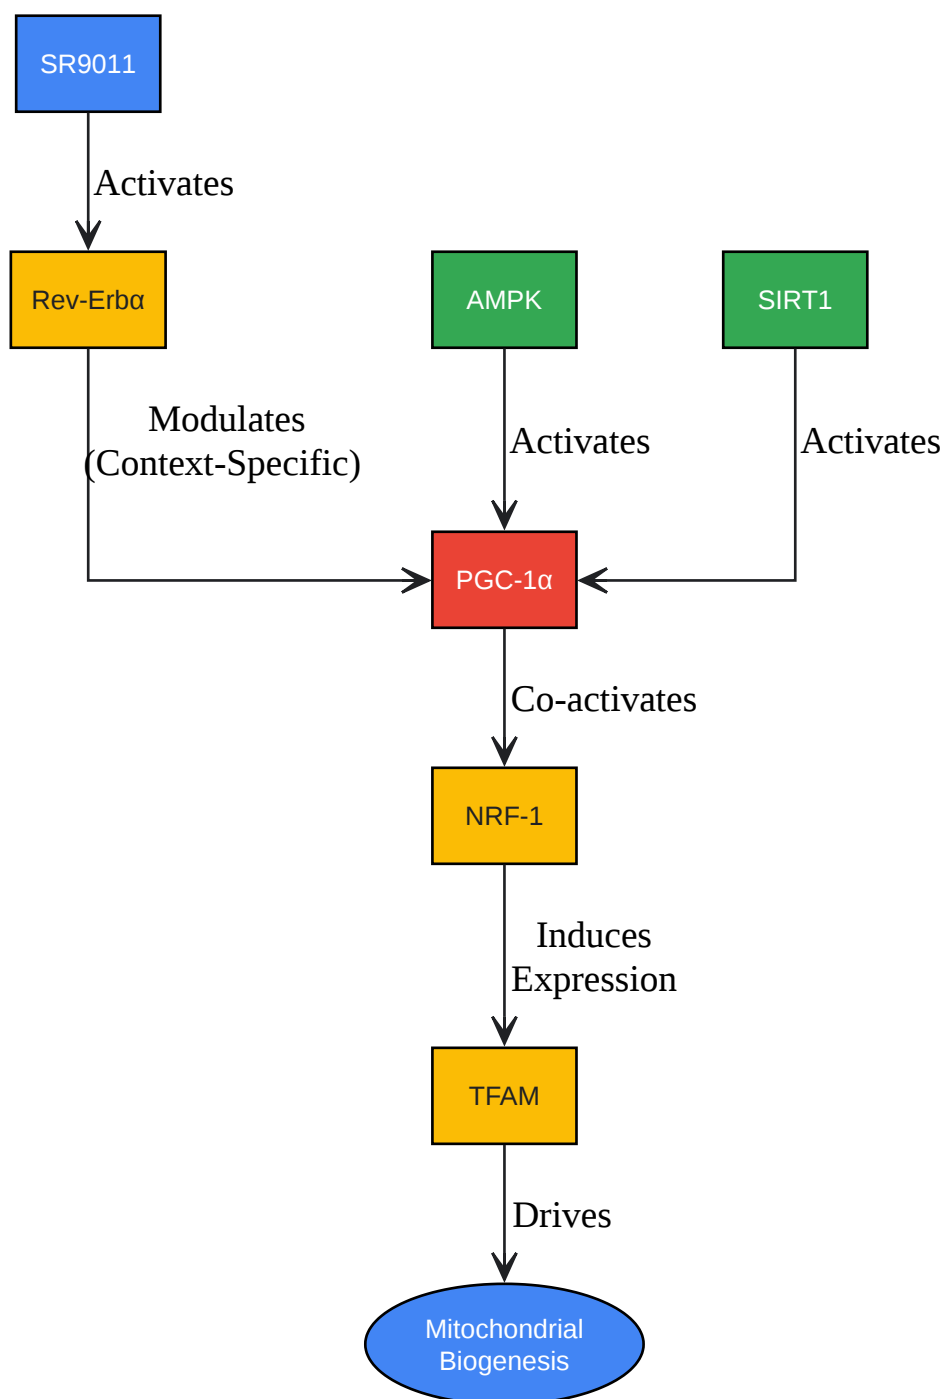 SR9011
Activates
Rev-Erbα
AMPK
SIRT1
Modulates
(Context-Specific)
Activates
Activates
PGC-1α
Co-activates
NRF-1
Induces
Expression
TFAM
Drives
Mitochondrial
Biogenesis